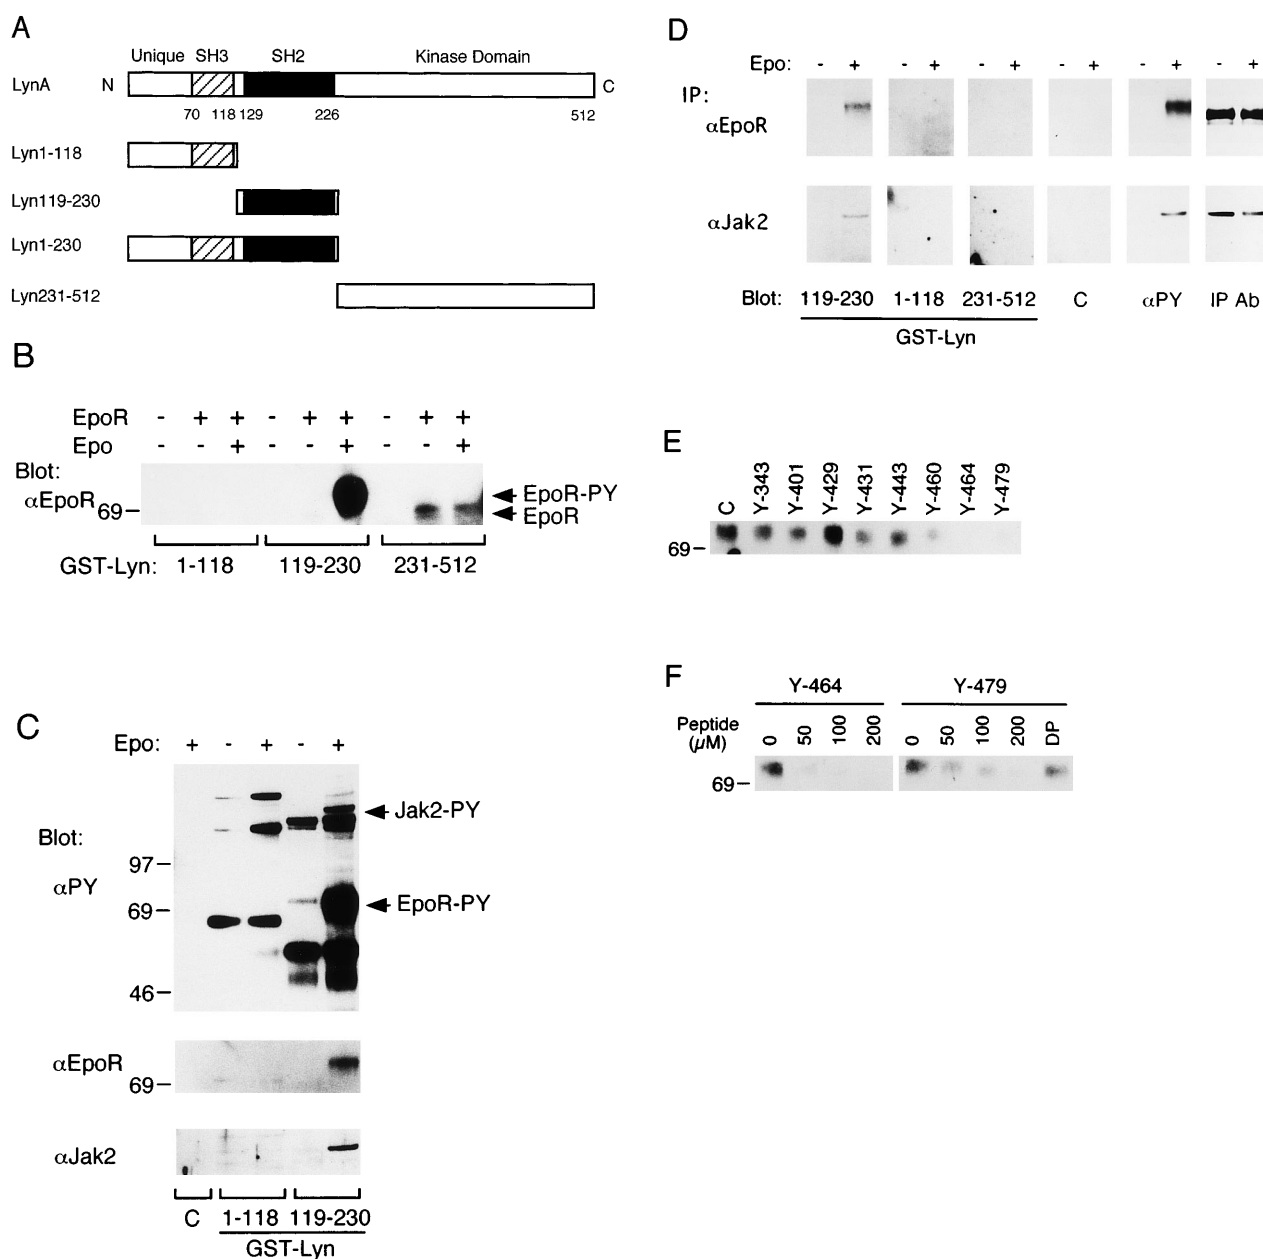 A
Unique SH3 SH2 Kinase Domain
LynA N C
70 118 129 226 512
Lyn1-118
Lyn119-230
Lyn1-230
Lyn231-512
B
EpoR - + + - + + - + +
Epo - - + - - + - - +
Blot:
αEpoR
69
EpoR-PY
EpoR
GST-Lyn: 1-118 119-230 231-512
C
Epo: + - + - +
Jak2-PY
Blot:
97
αPY
69
EpoR-PY
46
αEpoR
69
αJak2
C 1-118 119-230
GST-Lyn
D
Epo: - + - + - + - + - + - +
IP:
αEpoR
αJak2
Blot: 119-230 1-118 231-512 C αPY IP Ab
GST-Lyn
E
C Y-343 Y-401 Y-429 Y-431 Y-443 Y-460 Y-464 Y-479
69
F
Y-464 Y-479
Peptide
(µM)
0 50 100 200 0 50 100 200 DP
69